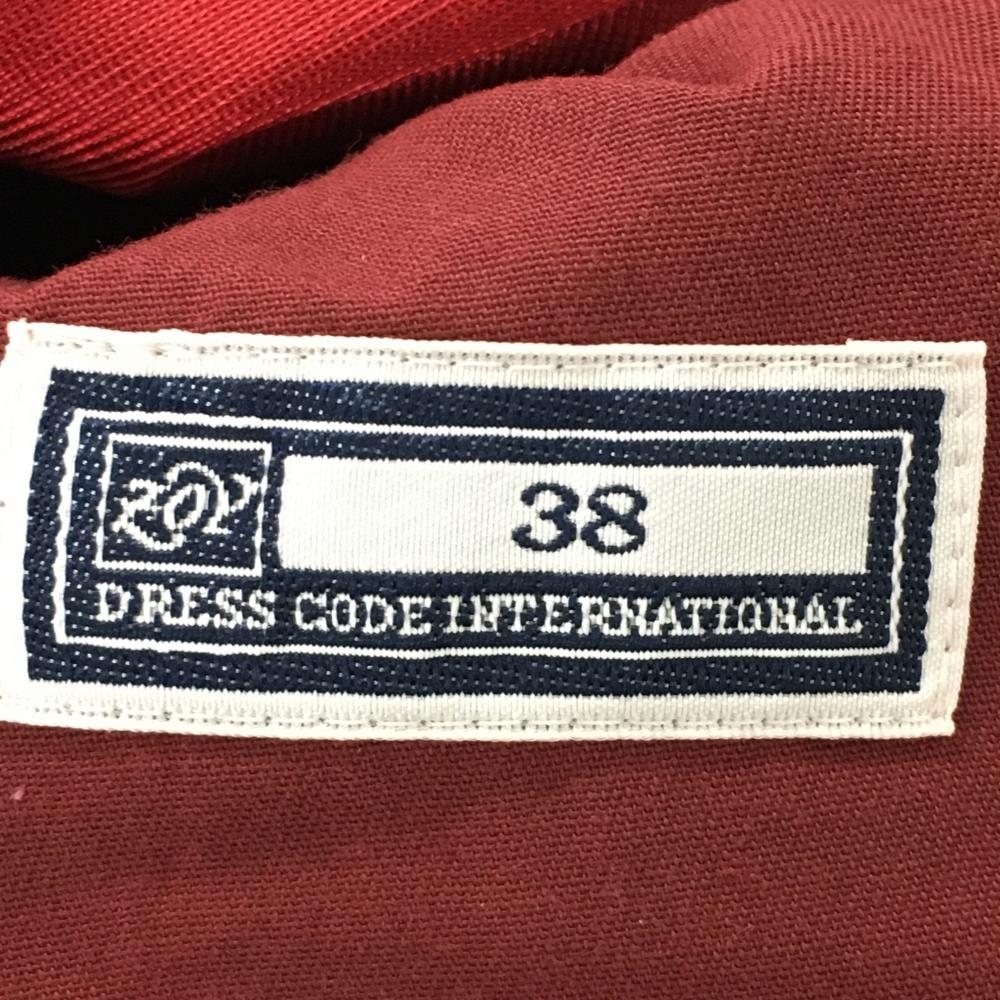 38
DRESS CODE INTERNATIONAL